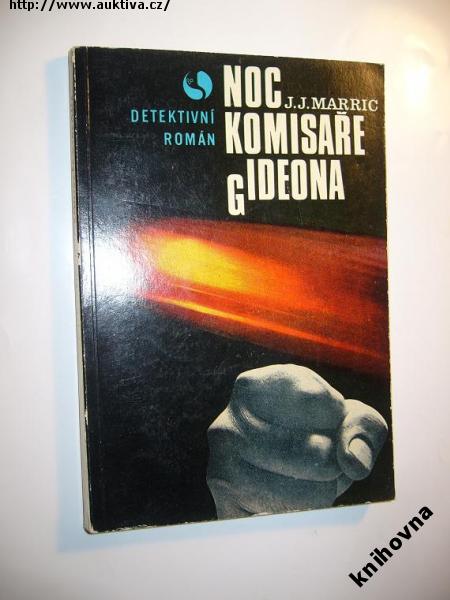 http://www.auktiva.cz/
DETEKTIVNÍ
ROMÁN
NOC
J.J.MARRIC
KOMISAŘE
GIDEONA
knihovna